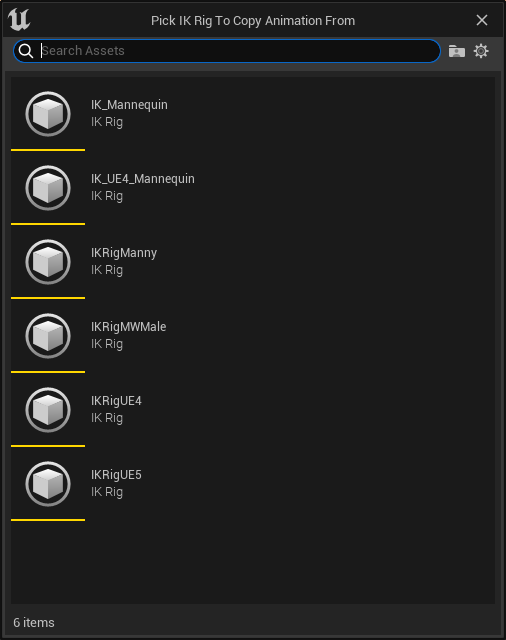 Pick IK Rig To Copy Animation From
Search Assets
IK_Mannequin
IK Rig
IK_UE4_Mannequin
IK Rig
IKRigManny
IK Rig
IKRigMWMale
IK Rig
IKRigUE4
IK Rig
IKRigUE5
IK Rig
6 items